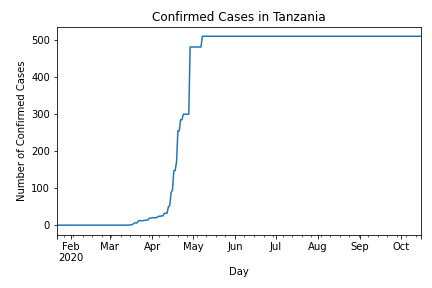 Confirmed Cases in Tanzania
Number of Confirmed Cases
500
400
300
200
100
0
Feb Mar Apr May Jun Jul Aug Sep Oct
2020
Day